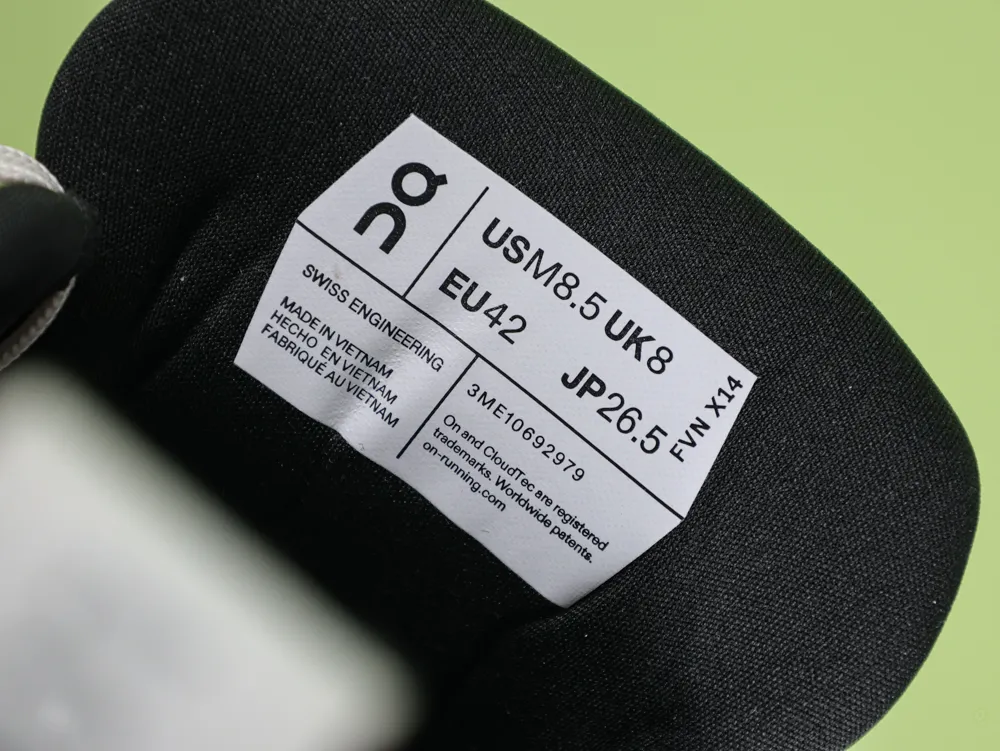 on
USM8.5 UK8
EU42 JP26.5
FVN X14
SWISS ENGINEERING
MADE IN VIETNAM
HECHO EN VIETNAM
FABRIQUÉ AU VIETNAM
3ME10692979
On and CloudTec are registered
trademarks. Worldwide patents.
on-running.com